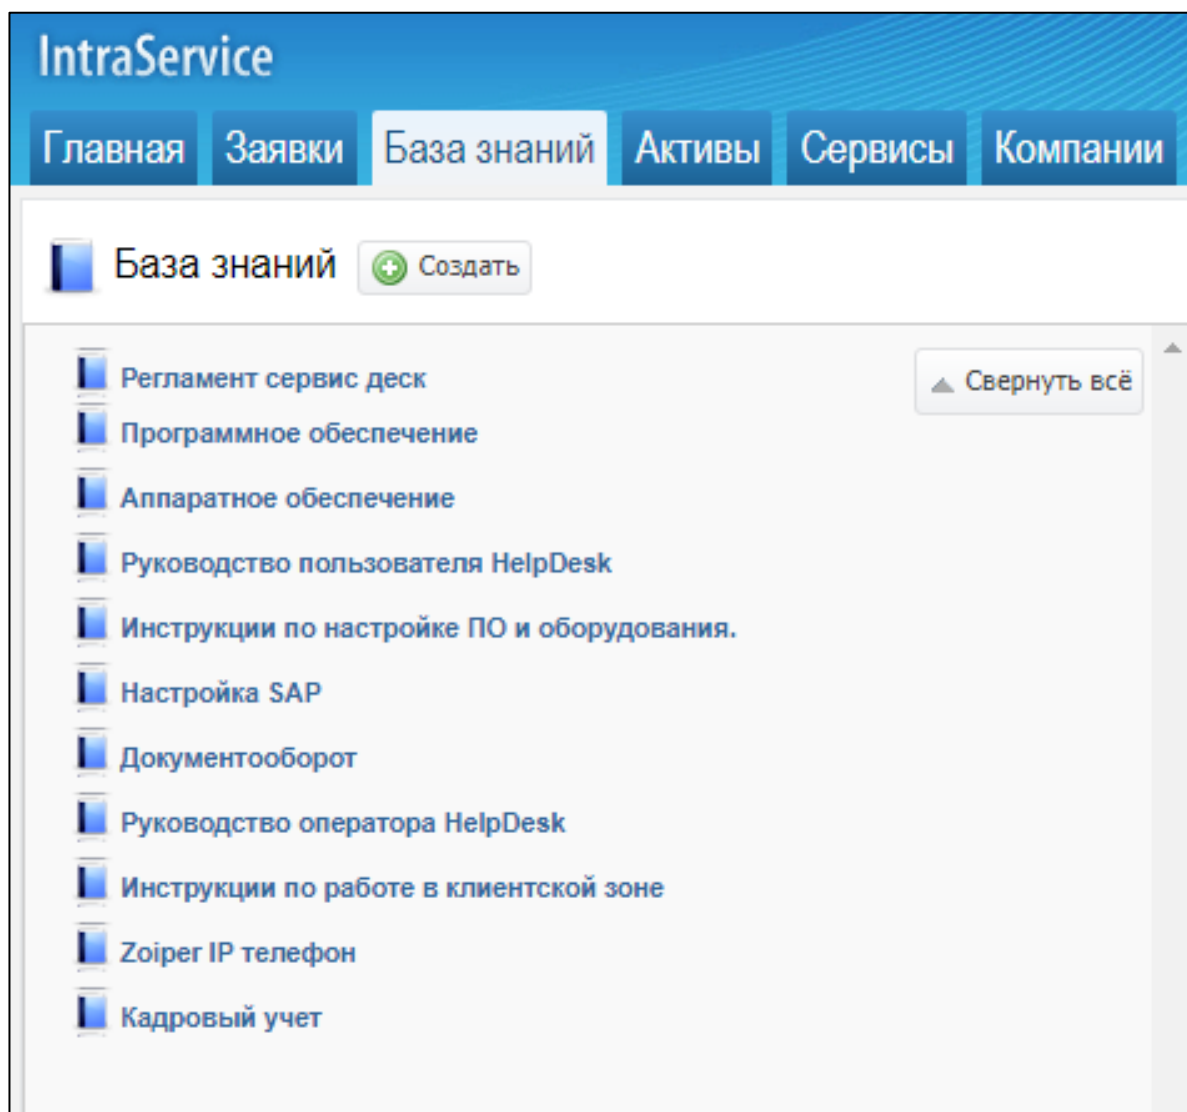 IntraService
Главная Заявки База знаний Активы Сервисы Компании
База знаний Создать
Регламент сервис деск Свернуть всё
Программное обеспечение
Аппаратное обеспечение
Руководство пользователя HelpDesk
Инструкции по настройке ПО и оборудования.
Настройка SAP
Документооборот
Руководство оператора HelpDesk
Инструкции по работе в клиентской зоне
Zoiper IP телефон
Кадровый учет